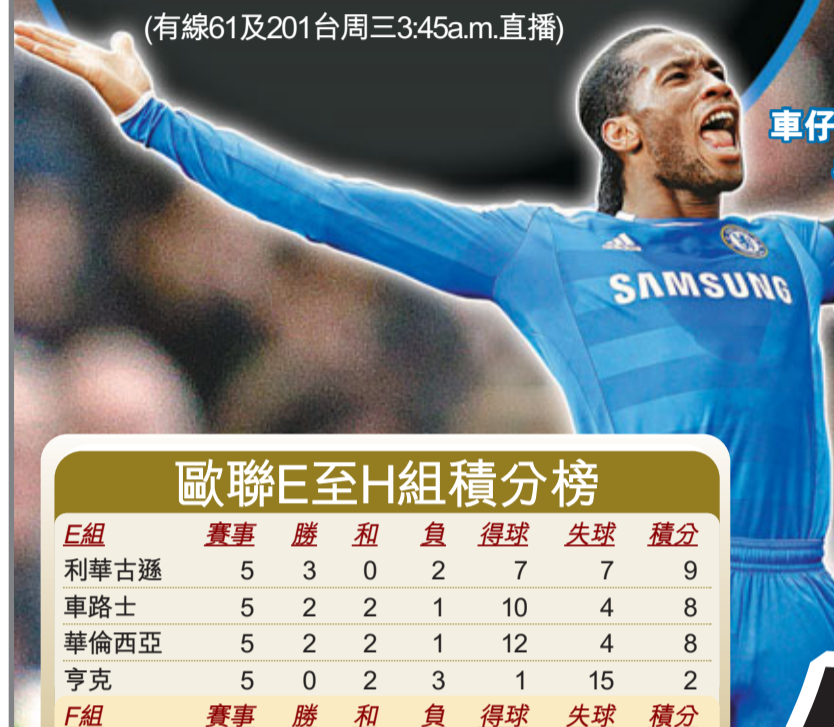 (有線61及201台周三3:45a.m.直播)
車仔
SAMSUNG
歐聯E至H組積分榜
E組 賽事 勝 和 負 得球 失球 積分
利華古遜 5 3 0 2 7 7 9
車路士 5 2 2 1 10 4 8
華倫西亞 5 2 2 1 12 4 8
亨克 5 0 2 3 1 15 2
F組 賽事 勝 和 負 得球 失球 積分